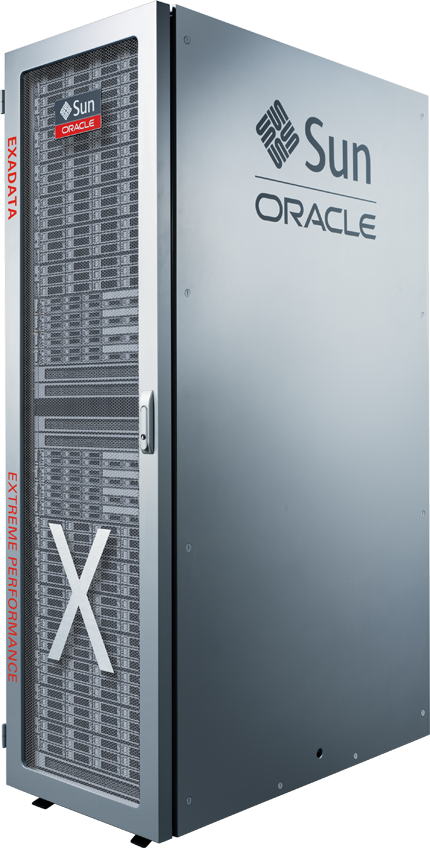 Sun
ORACLE
EXADATA
EXTREME PERFORMANCE
X
Sun
ORACLE